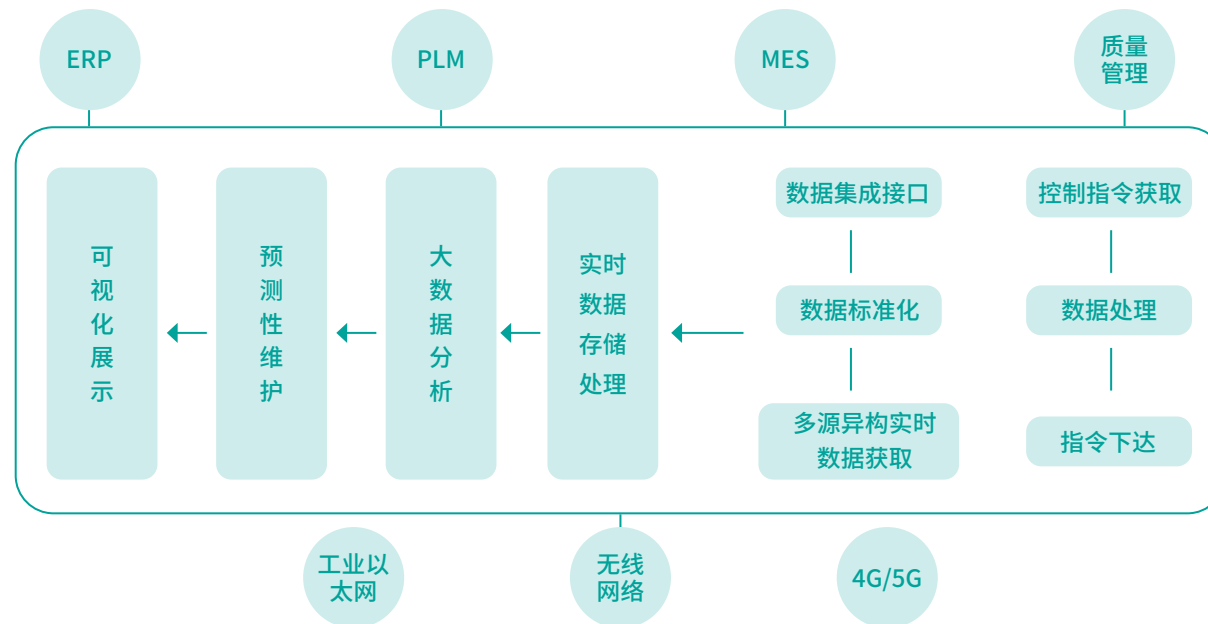 ERP
PLM
MES
质量
管理
可
视
化
展
示
预
测
性
维
护
大
数
据
分
析
实时
数据
存储
处理
数据集成接口
数据标准化
多源异构实时
数据获取
控制指令获取
数据处理
指令下达
工业以
太网
无线
网络
4G/5G